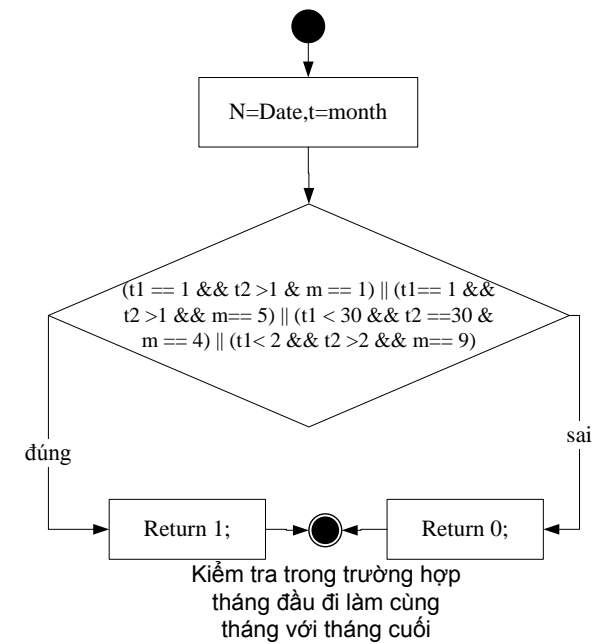 N=Date,t=month
(t1 == 1 && t2 >1 & m == 1) || (t1== 1 &&
t2 >1 && m== 5) || (t1 < 30 && t2 ==30 &
m == 4) || (t1< 2 && t2 >2 && m== 9)
đúng
sai
Return 1;
Return 0;
Kiểm tra trong trường hợp
tháng đầu đi làm cùng
tháng với tháng cuối